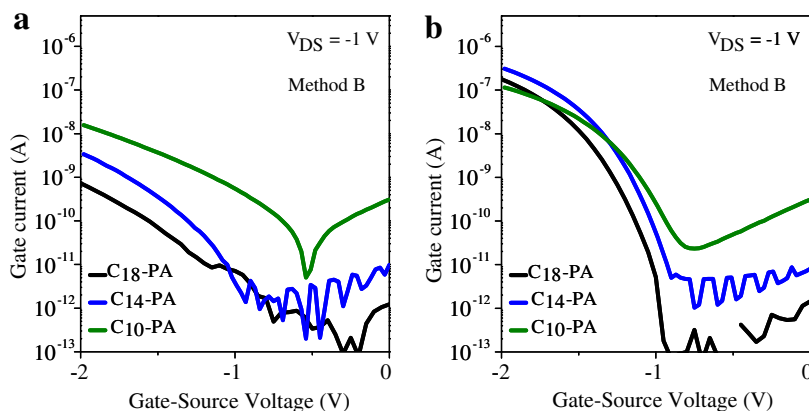 a
V_DS = -1 V
Method B
Gate current (A)
10^-6
10^-7
10^-8
10^-9
10^-10
10^-11
10^-12
10^-13
C18-PA
C14-PA
C10-PA
-2
-1
0
Gate-Source Voltage (V)
b
V_DS = -1 V
Method B
Gate current (A)
10^-6
10^-7
10^-8
10^-9
10^-10
10^-11
10^-12
10^-13
C18-PA
C14-PA
C10-PA
-2
-1
0
Gate-Source Voltage (V)